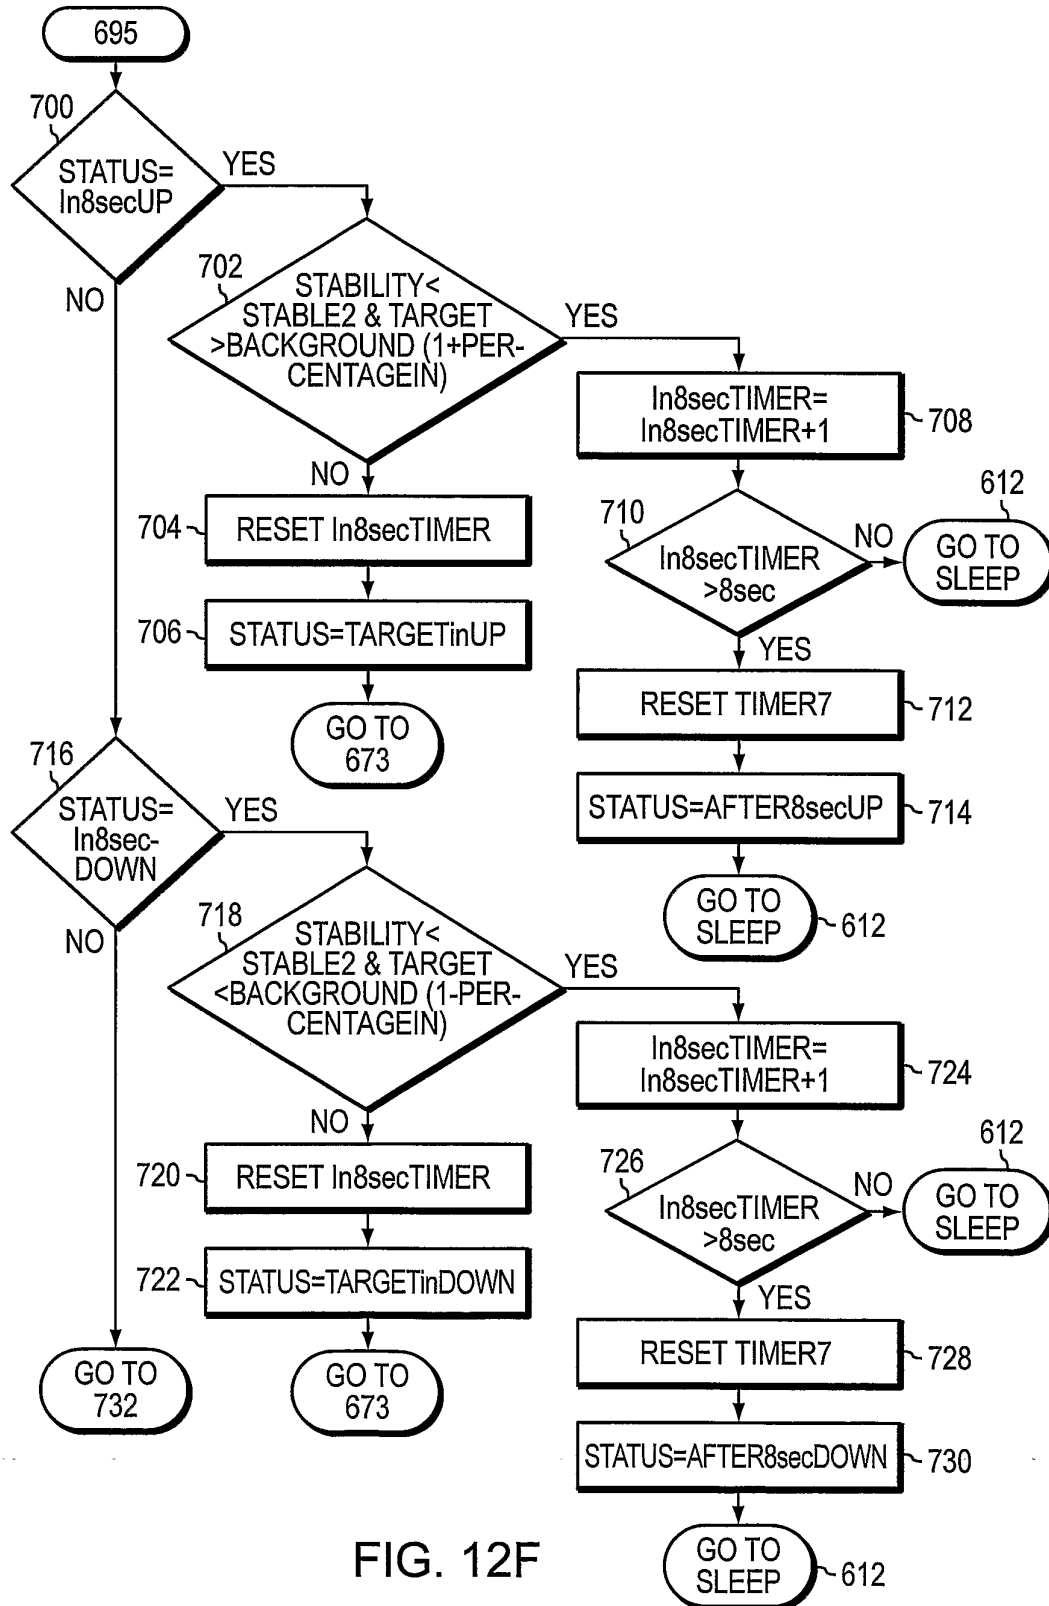 695
700
STATUS=
In8secUP
YES
NO
702
STABILITY<
STABLE2 & TARGET
>BACKGROUND (1+PER-
CENTAGEIN)
YES
NO
704
RESET In8secTIMER
706
STATUS=TARGETinUP
GO TO
673
In8secTIMER=
In8secTIMER+1
708
710
In8secTIMER
>8sec
NO
612
GO TO
SLEEP
YES
RESET TIMER7
712
STATUS=AFTER8secUP
714
GO TO
SLEEP
612
716
STATUS=
In8sec-
DOWN
YES
NO
718
STABILITY<
STABLE2 & TARGET
<BACKGROUND (1-PER-
CENTAGEIN)
YES
NO
720
RESET In8secTIMER
722
STATUS=TARGETinDOWN
GO TO
673
GO TO
732
In8secTIMER=
In8secTIMER+1
724
726
In8secTIMER
>8sec
NO
612
GO TO
SLEEP
YES
RESET TIMER7
728
STATUS=AFTER8secDOWN
730
GO TO
SLEEP
612
FIG. 12F